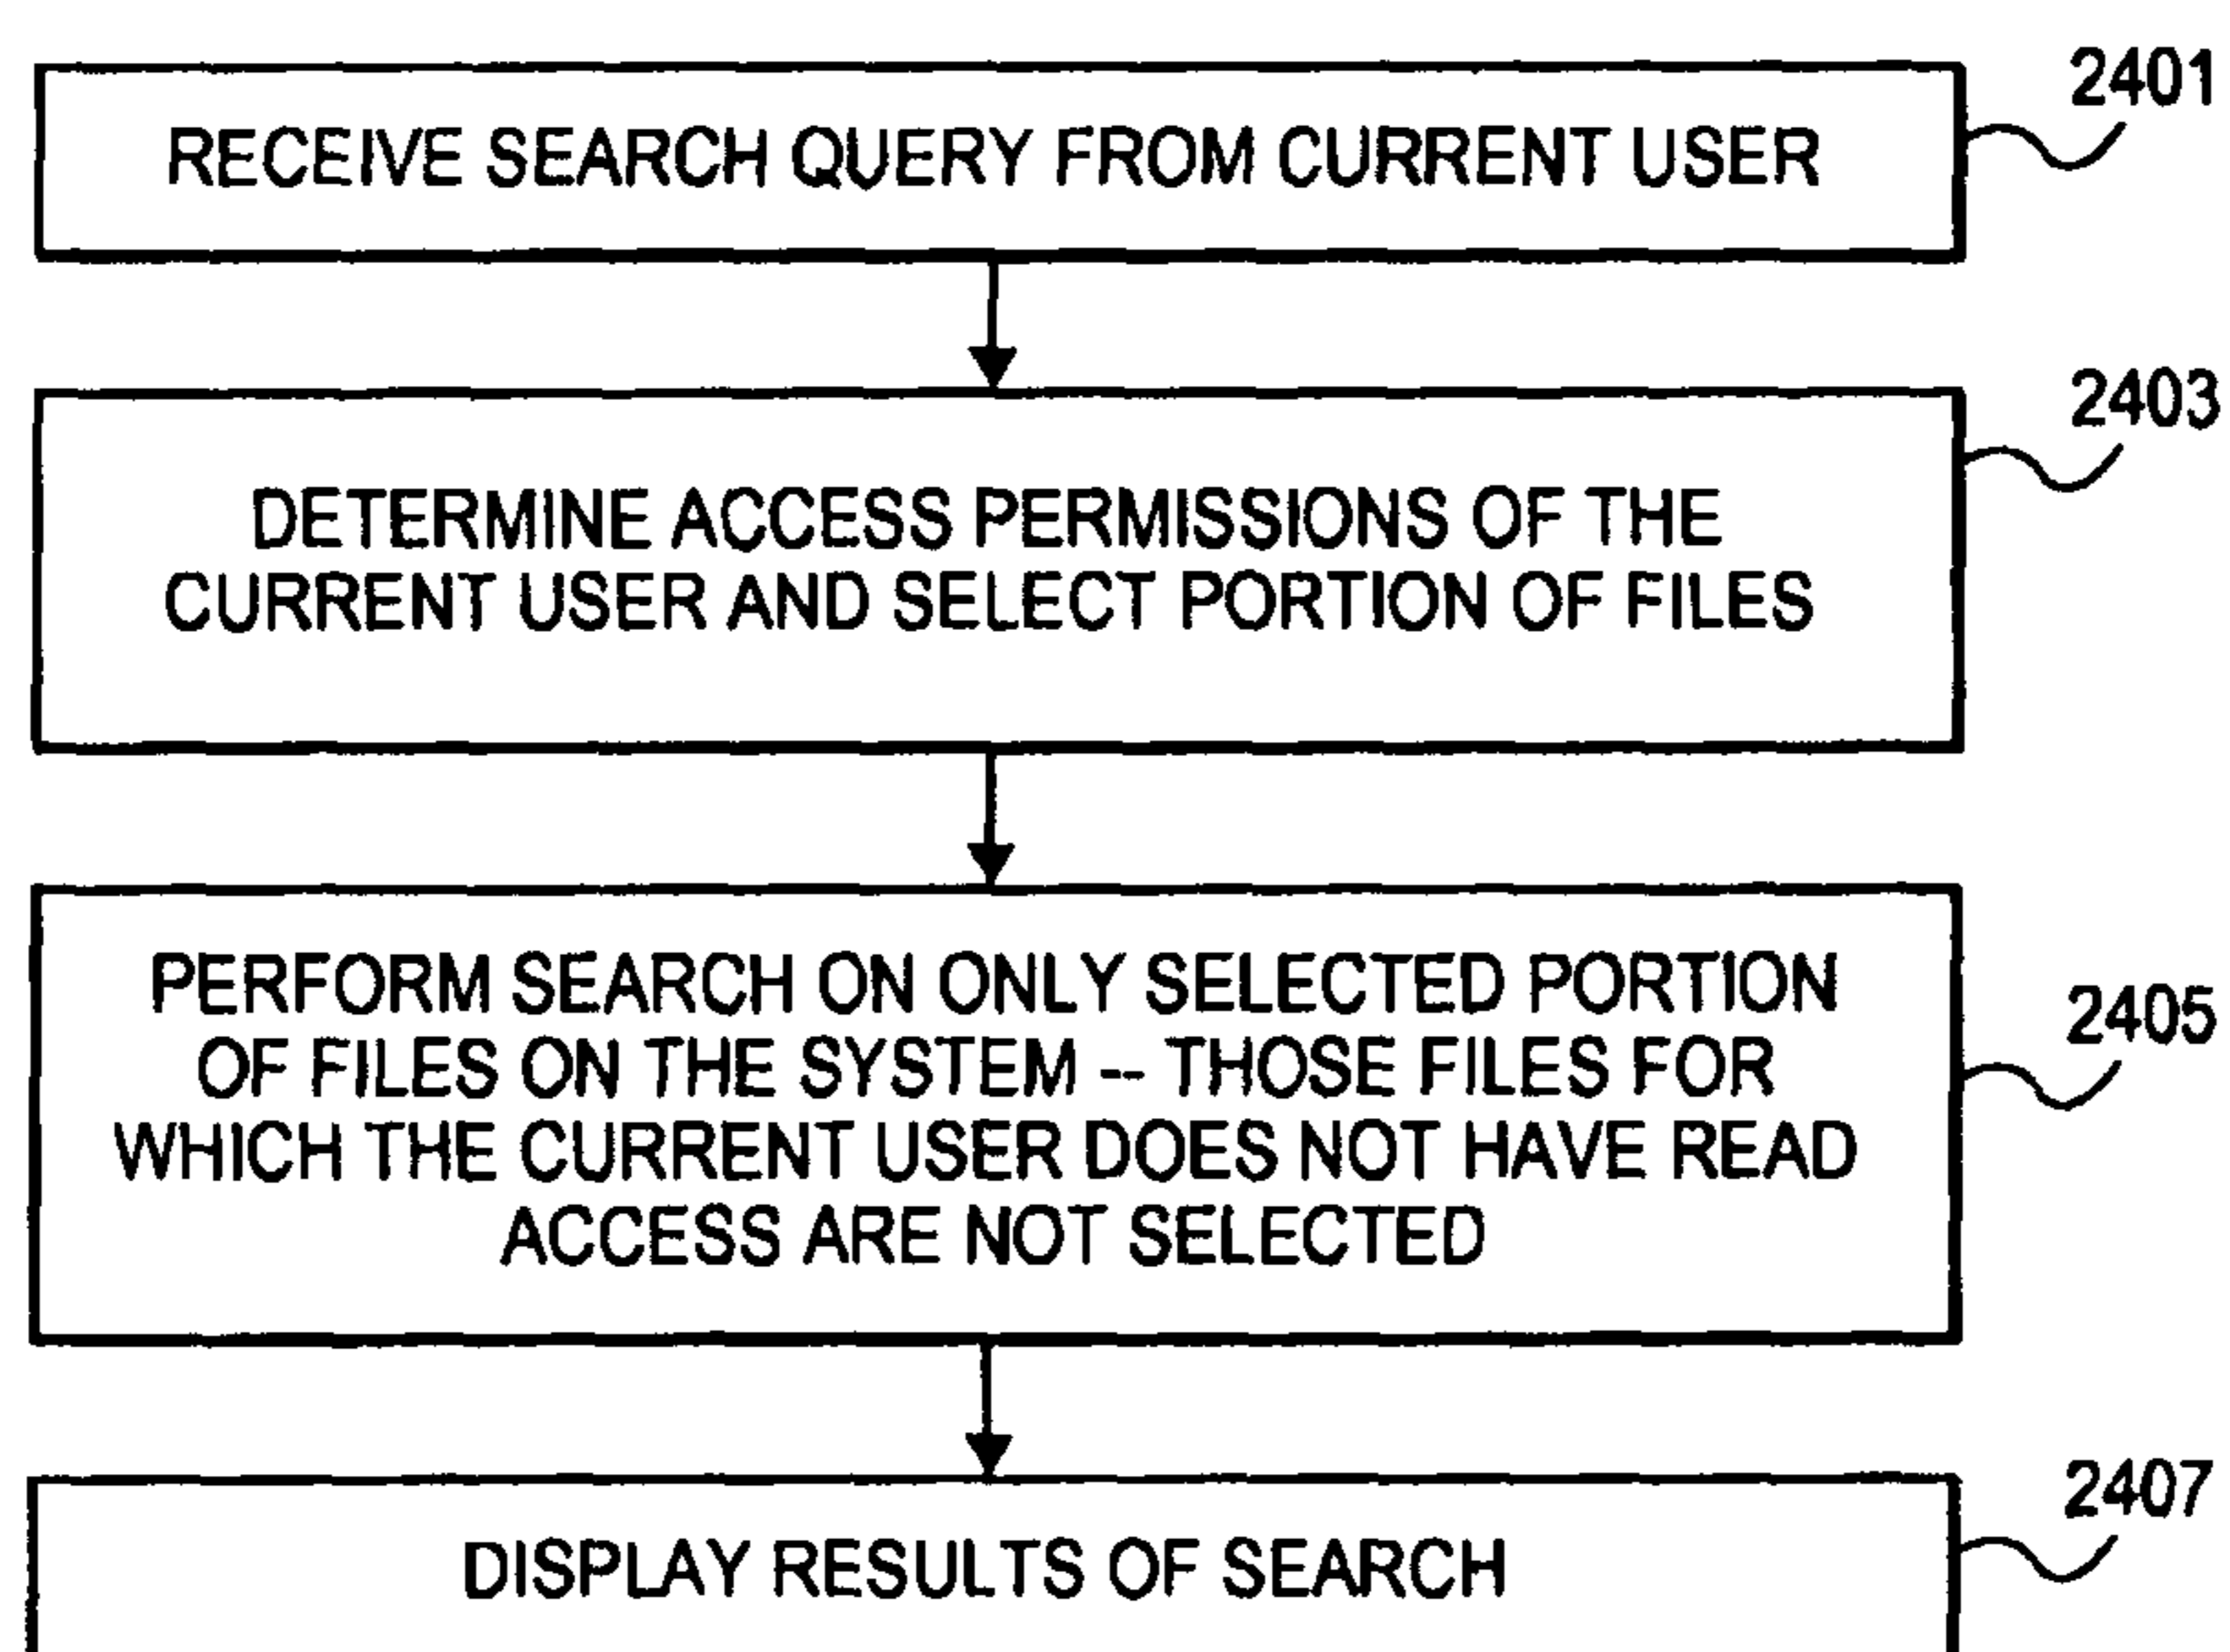 2401
RECEIVE SEARCH QUERY FROM CURRENT USER
2403
DETERMINE ACCESS PERMISSIONS OF THE
CURRENT USER AND SELECT PORTION OF FILES
PERFORM SEARCH ON ONLY SELECTED PORTION
2405
OF FILES ON THE SYSTEM -- THOSE FILES FOR
WHICH THE CURRENT USER DOES NOT HAVE READ
ACCESS ARE NOT SELECTED
2407
DISPLAY RESULTS OF SEARCH